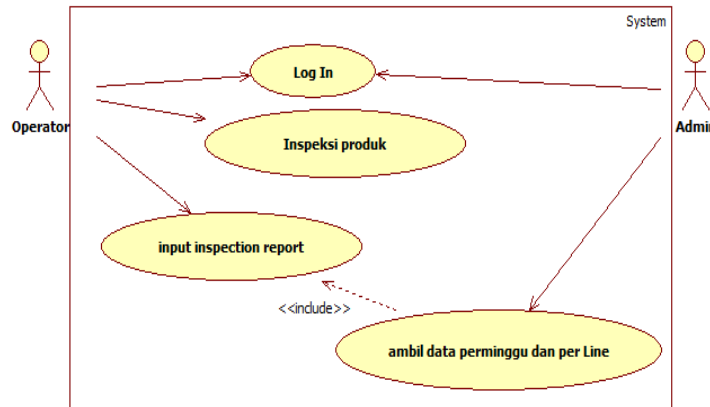 System
Log In
Operator
Admi
Inspeksi produk
input inspection report
<<include>>
ambil data perminggu dan per Line